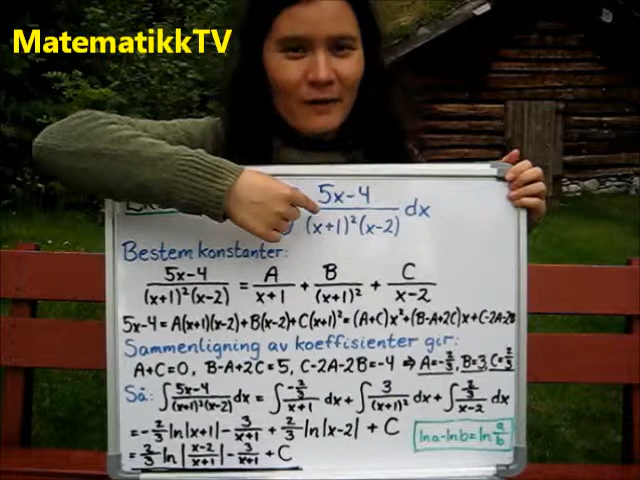 MatematikkTV
5x-4
(x+1)²(x-2) dx
Bestem konstanter:
5x-4/(x+1)²(x-2) = A/x+1 + B/(x+1)² + C/x-2
5x-4=A(x+1)(x-2)+B(x-2)+C(x+1)²=(A+C)x²+(B-A+2C)x+C-2A-2B
Sammenligning av koeffisienter gir:
A+C=0, B-A+2C=5, C-2A-2B=-4 ⇒ A=-2/3, B=3, C=2/3
Så: ∫5x-4/(x+1)²(x-2) dx = ∫-2/3/x+1 dx + ∫3/(x+1)² dx + ∫2/3/x-2 dx
=-2/3 ln|x+1| - 3/x+1 + 2/3 ln|x-2| + C
=2/3 ln|x-2/x+1| - 3/x+1 + C
lna-lnb=ln a/b